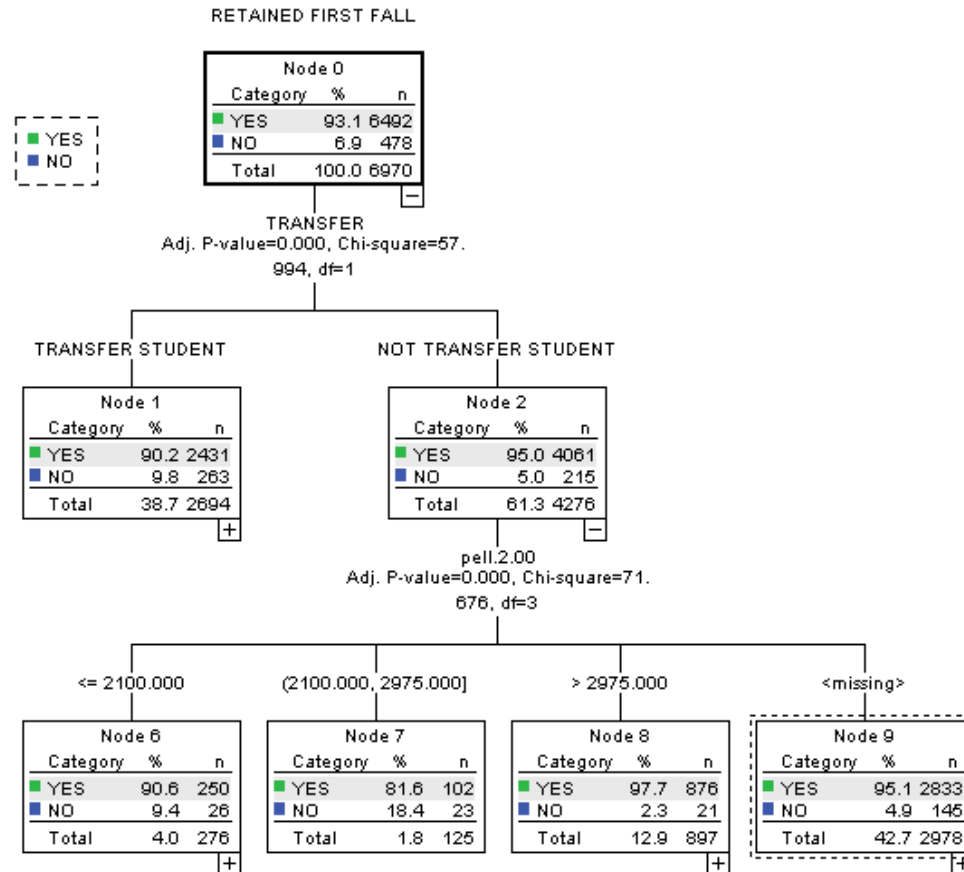 RETAINED FIRST FALL
Node 0
Category % n
YES 93.1 6492
NO 6.9 478
Total 100.0 6970
YES
NO
TRANSFER
Adj. P-value=0.000, Chi-square=57.
994, df=1
TRANSFER STUDENT
NOT TRANSFER STUDENT
Node 1
Category % n
YES 90.2 2431
NO 9.8 263
Total 38.7 2694
Node 2
Category % n
YES 95.0 4061
NO 5.0 215
Total 61.3 4276
pell.2.00
Adj. P-value=0.000, Chi-square=71.
676, df=3
<= 2100.000
(2100.000, 2975.000]
> 2975.000
<missing>
Node 6
Category % n
YES 90.6 250
NO 9.4 26
Total 4.0 276
Node 7
Category % n
YES 81.6 102
NO 18.4 23
Total 1.8 125
Node 8
Category % n
YES 97.7 876
NO 2.3 21
Total 12.9 897
Node 9
Category % n
YES 95.1 2833
NO 4.9 145
Total 42.7 2978